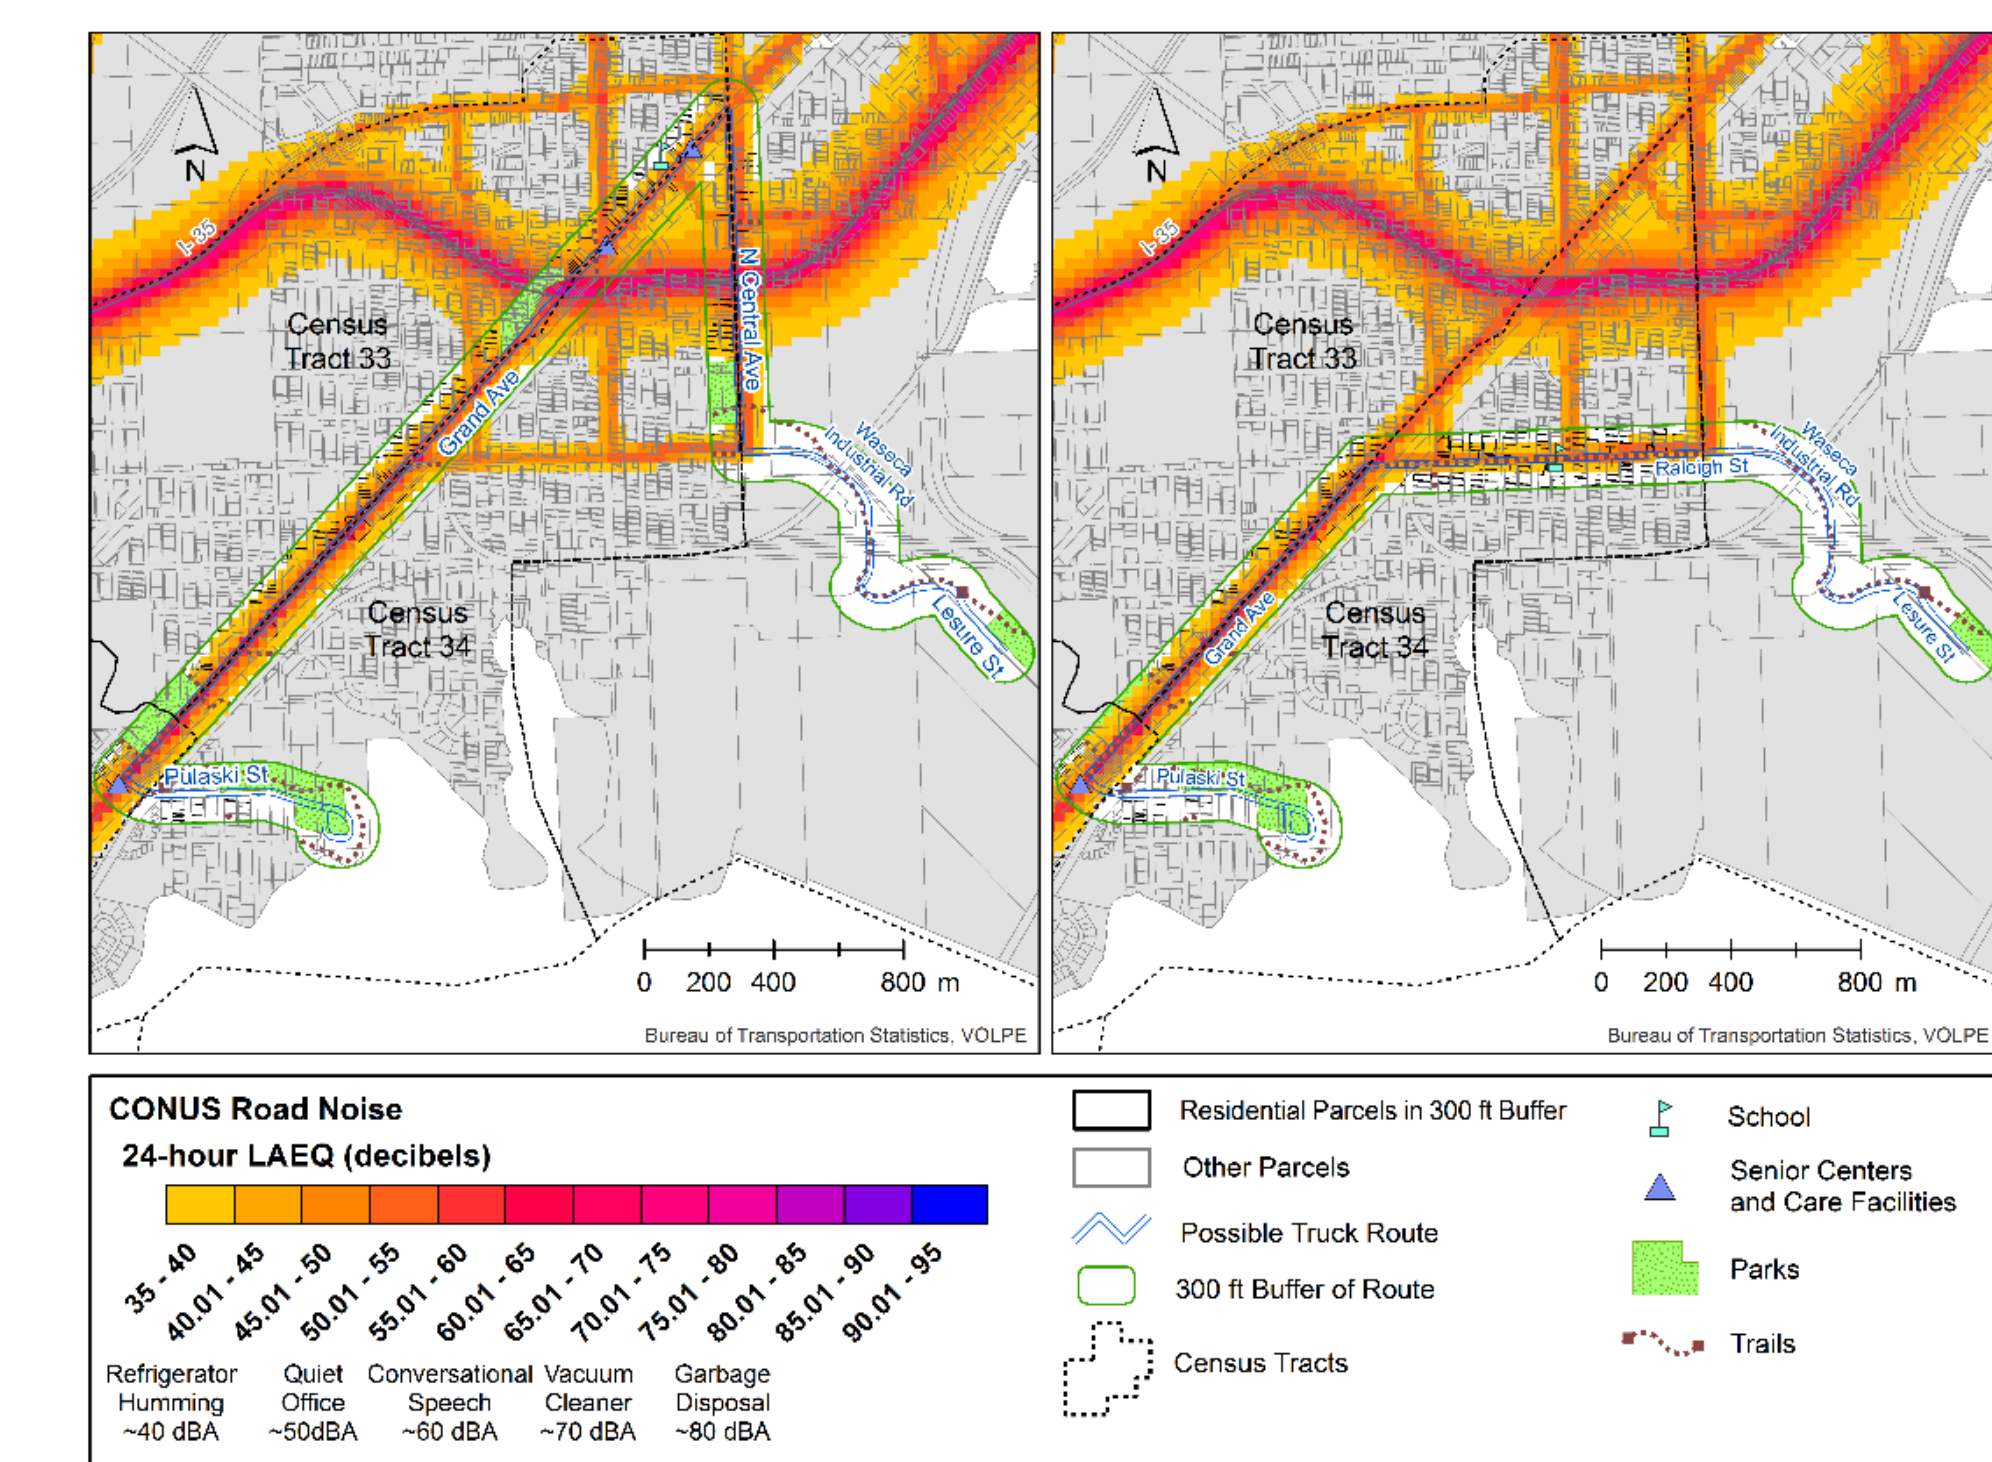 N
I- 35
Census
Tract 33
N Central Ave
Grand Ave
Waseca
Industrial Rd
Census
Tract 34
Lesure St
Pulaski St
0 200 400 800 m
Bureau of Transportation Statistics, VOLPE
N
I- 35
Census
Tract 33
Waseca
Industrial Rd
Raleigh St
Census
Tract 34
Grand Ave
Lesure St
Pulaski St
0 200 400 800 m
Bureau of Transportation Statistics, VOLPE
CONUS Road Noise
24-hour LAEQ (decibels)
35 - 40
40.01 - 45
45.01 - 50
50.01 - 55
55.01 - 60
60.01 - 65
65.01 - 70
70.01 - 75
75.01 - 80
80.01 - 85
85.01 - 90
90.01 - 95
Refrigerator
Humming
~40 dBA
Quiet
Office
~50dBA
Conversational
Speech
~60 dBA
Vacuum
Cleaner
~70 dBA
Garbage
Disposal
~80 dBA
Residential Parcels in 300 ft Buffer
Other Parcels
Possible Truck Route
300 ft Buffer of Route
Census Tracts
School
Senior Centers
and Care Facilities
Parks
Trails